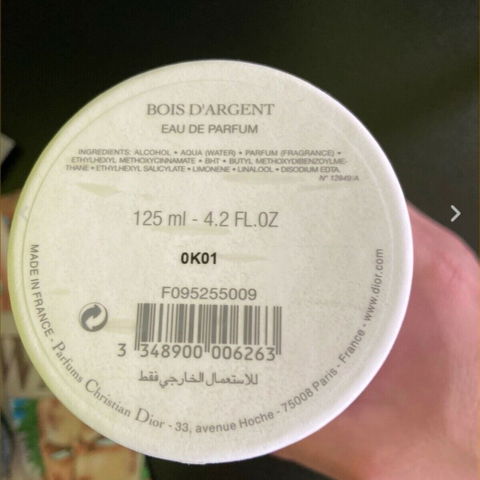 BOIS D'ARGENT
EAU DE PARFUM
INGREDIENTS: ALCOHOL • AQUA (WATER) • PARFUM (FRAGRANCE) •
ETHYLHEXYL METHOXYCINNAMATE • BHT • BUTYL METHOXYDIBENZOYLME-
THANE • ETHYLHEXYL SALICYLATE • LIMONENE • LINALOOL • DISODIUM EDTA.
N° 12849/A
125 ml - 4.2 FL.OZ
0K01
F095255009
3 348900 006263
للاستعمال الخارجي فقط
MADE IN FRANCE - Parfums Christian Dior - 33, avenue Hoche - 75008 Paris - France - www.dior.com